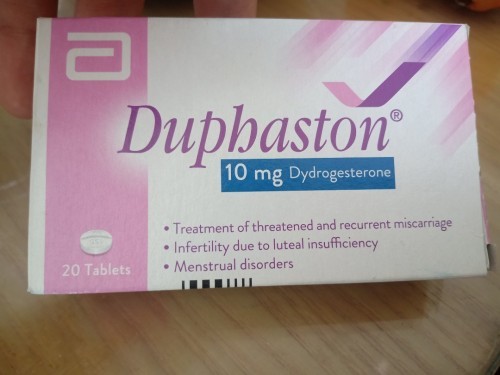 Duphaston®
10 mg Dydrogesterone
• Treatment of threatened and recurrent miscarriage
• Infertility due to luteal insufficiency
• Menstrual disorders
20 Tablets